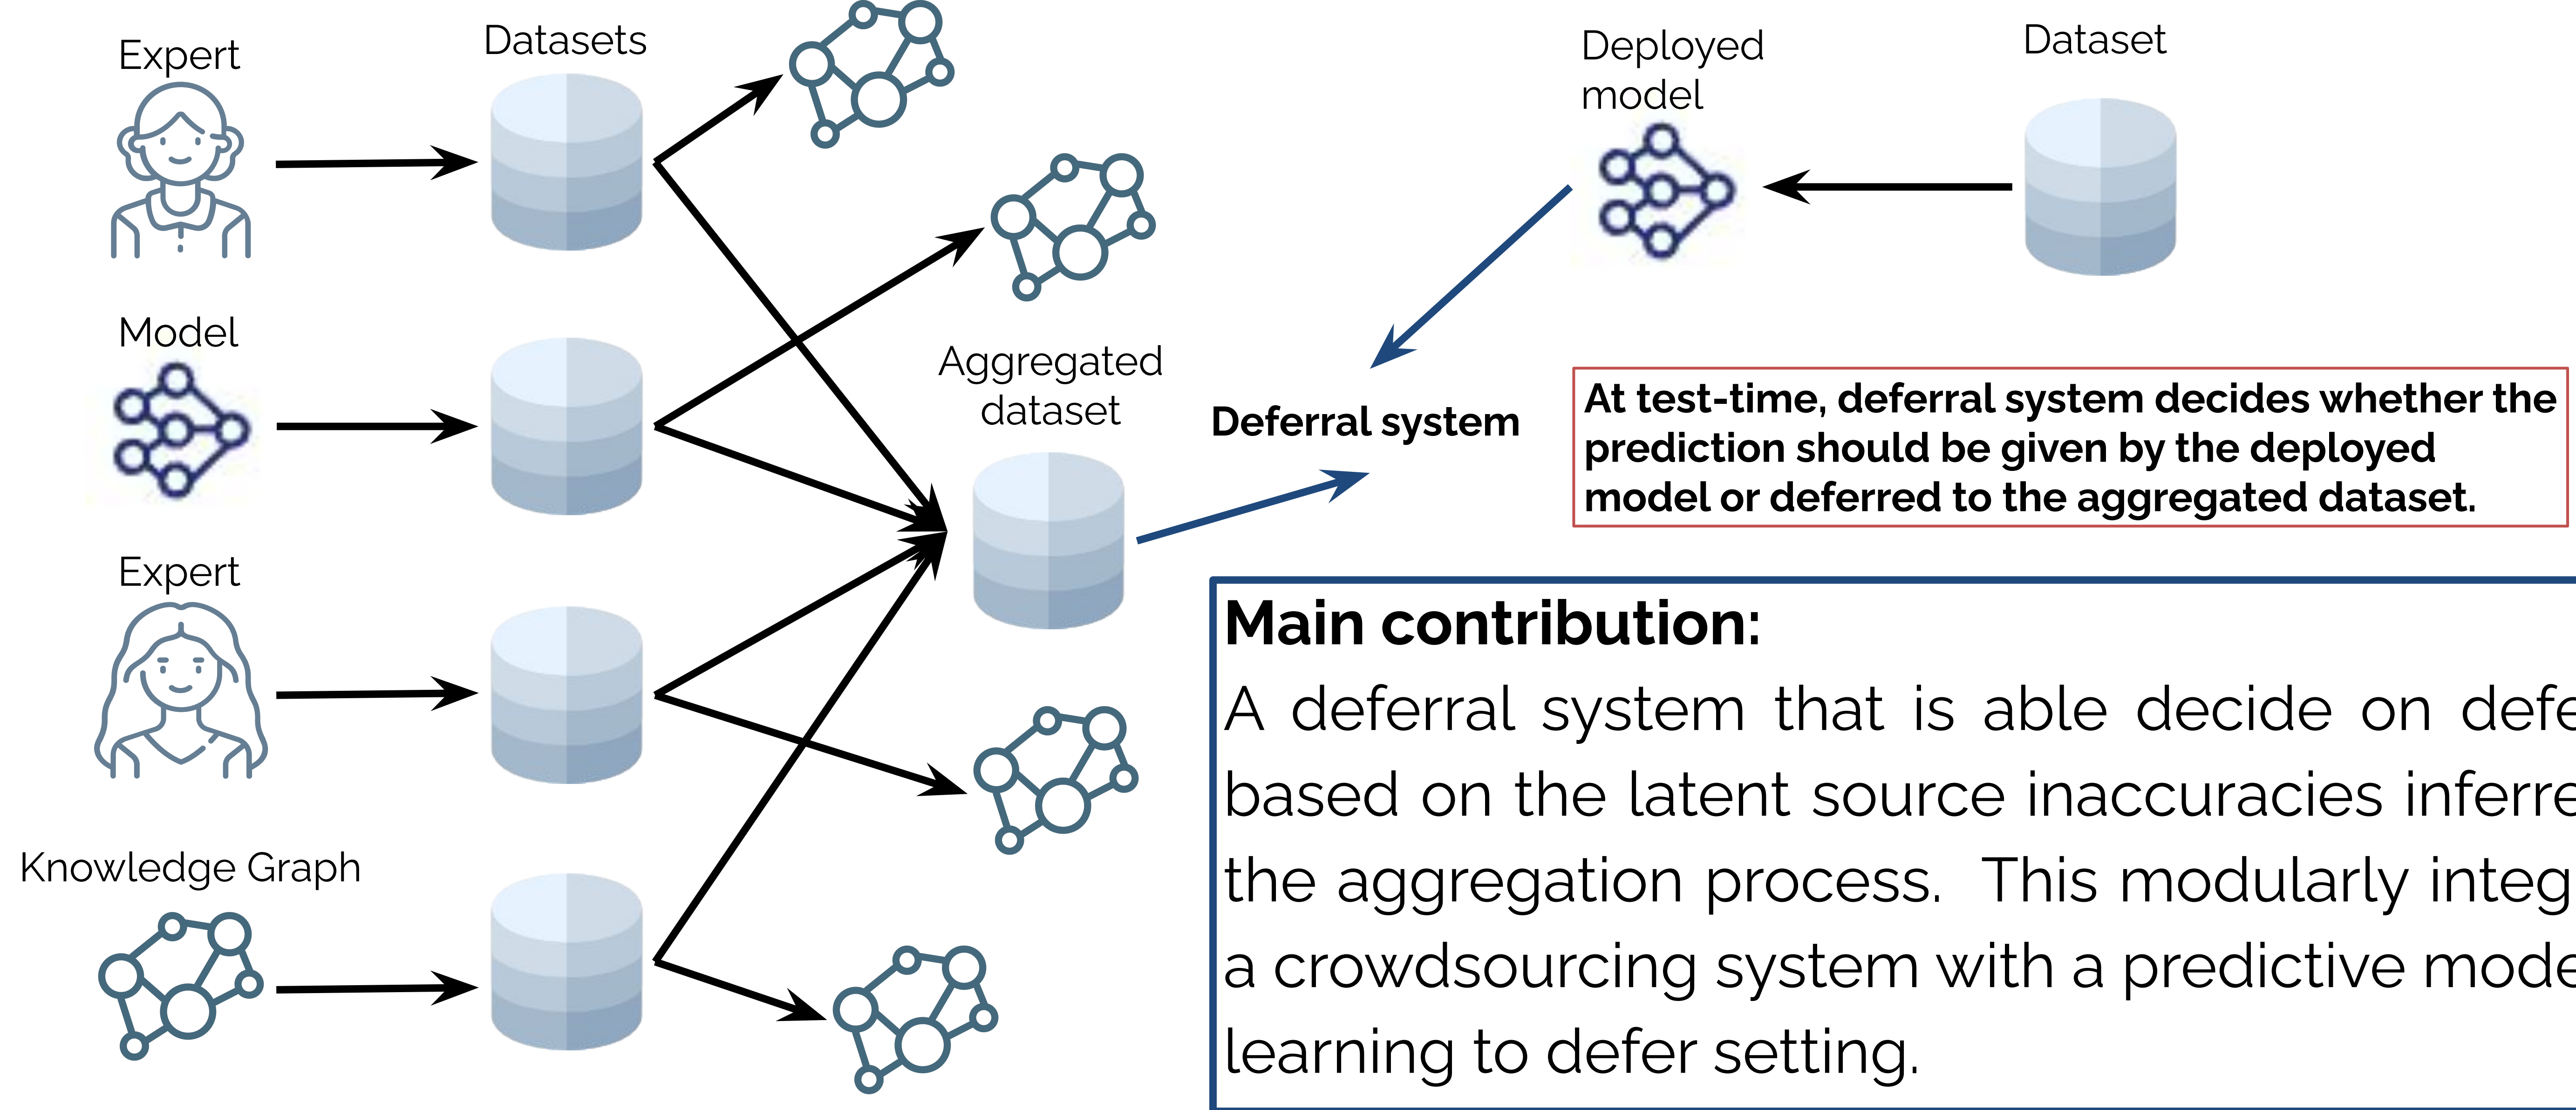 Expert
Datasets
Deployed
model
Dataset
Model
Aggregated
dataset
Deferral system
At test-time, deferral system decides whether the
prediction should be given by the deployed
model or deferred to the aggregated dataset.
Expert
Knowledge Graph
Main contribution:
A deferral system that is able decide on
based on the latent source inaccuracies
the aggregation process. This modularly
a crowdsourcing system with a predictive
learning to defer setting.